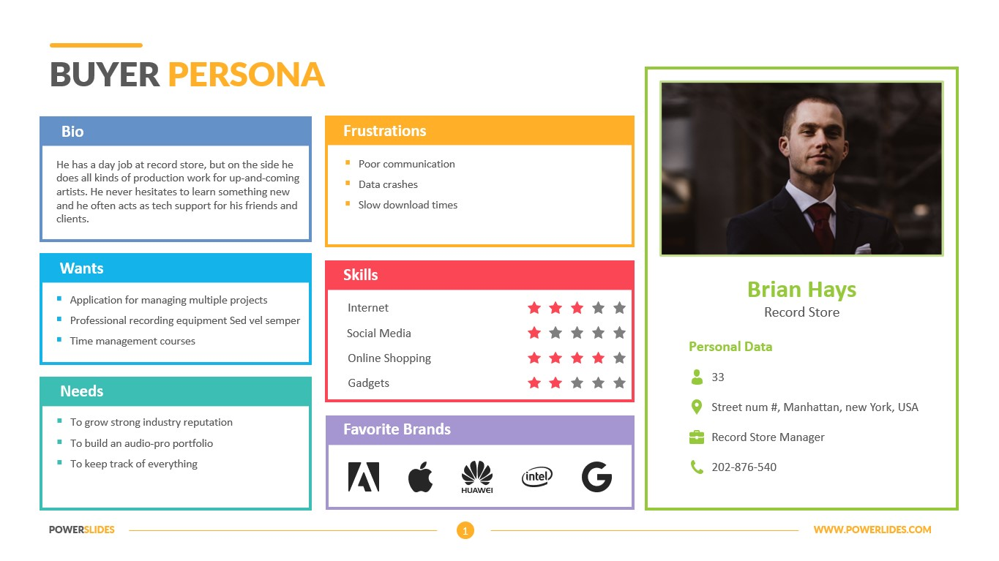 BUYER PERSONA
Bio
He has a day job at record store, but on the side he
does all kinds of production work for up-and-coming
artists. He never hesitates to learn something new
and he often acts as tech support for his friends and
clients.
Wants
Application for managing multiple projects
Professional recording equipment Sed vel semper
Time management courses
Needs
To grow strong industry reputation
To build an audio-pro portfolio
To keep track of everything
Frustrations
Poor communication
Data crashes
Slow download times
Skills
Internet
Social Media
Online Shopping
Gadgets
Favorite Brands
HUAWEI
intel
Brian Hays
Record Store
Personal Data
33
Street num #, Manhattan, new York, USA
Record Store Manager
202-876-540
POWERSLIDES
1
WWW.POWERLIDES.COM